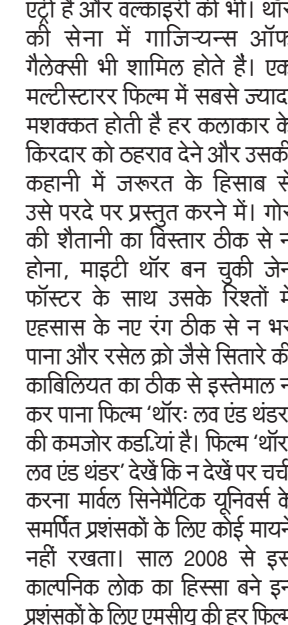 एंट्री है और वल्काइरी की भी। थॉर
की सेना में गाजिर्यन्स ऑफ
गैलेक्सी भी शामिल होते है। एक
मल्टीस्टारर फिल्म में सबसे ज्याद
मशक्कत होती है हर कलाकार के
किरदार को ठहराव देने और उसकी
कहानी में जरूरत के हिसाब से
उसे परदे पर प्रस्तुत करने में। गोर
की शैतानी का विस्तार ठीक से न
होना, माइटी थॉर बन चुकी जेन
फॉस्टर के साथ उसके रिश्तों में
एहसास के नए रंग ठीक से न भर
पाना और रसेल क्रो जैसे सितारे की
काबिलियत का ठीक से इस्तेमाल न
कर पाना फिल्म ‘थॉरः लव एंड थंडर
की कमजोर कडि़यां है। फिल्म ‘थॉर
लव एंड थंडर’ देखें कि न देखें पर चर्च
करना मार्वल सिनेमैटिक यूनिवर्स के
समर्पित प्रशंसकों के लिए कोई मायने
नहीं रखता। साल 2008 से इस
काल्पनिक लोक का हिस्सा बने इन
प्रशंसकों के लिए एमसीयू की हर फिल्म